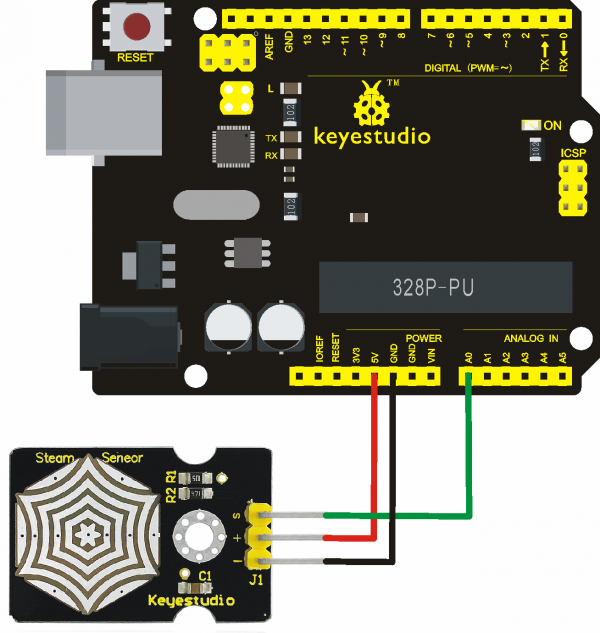 RESET
AREF
GND
13
12
~11
~10
~9
8
7
~6
~5
4
~3
2
TX→1
RX←0
DIGITAL (PWM=~)
L
102
TX
RX
102
TM
keyestudio
ON
102
ICSP
328P-PU
POWER
ANALOG IN
IOREF
RESET
3V3
5V
GND
GND
VIN
A0
A1
A2
A3
A4
A5
Steam Sensor
R1
R2
501
471
S
+
-
C1
J1
Keyestudio